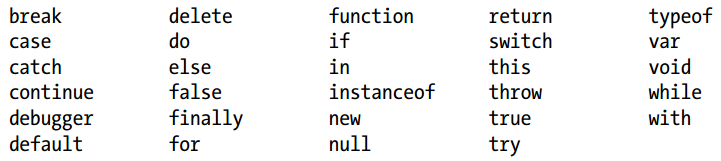 break delete function return typeof
case do if switch var
catch else in this void
continue false instanceof throw while
debugger finally new true with
default for null try